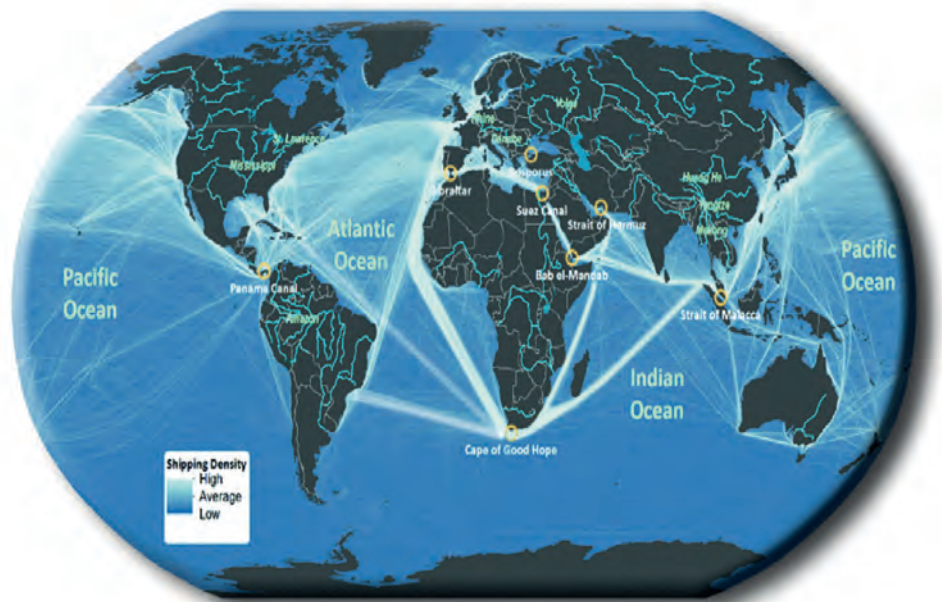 Volga
Rhine
Danube
St. Lawrence
Mississippi
Bosporus
Gibraltar
Suez Canal
Strait of Hormuz
Huang He
Yangtze
Mekong
Atlantic
Ocean
Pacific
Ocean
Panama Canal
Bab el-Mandab
Pacific
Ocean
Strait of Malacca
Amazon
Indian
Ocean
Cape of Good Hope
Shipping Density
High
Average
Low